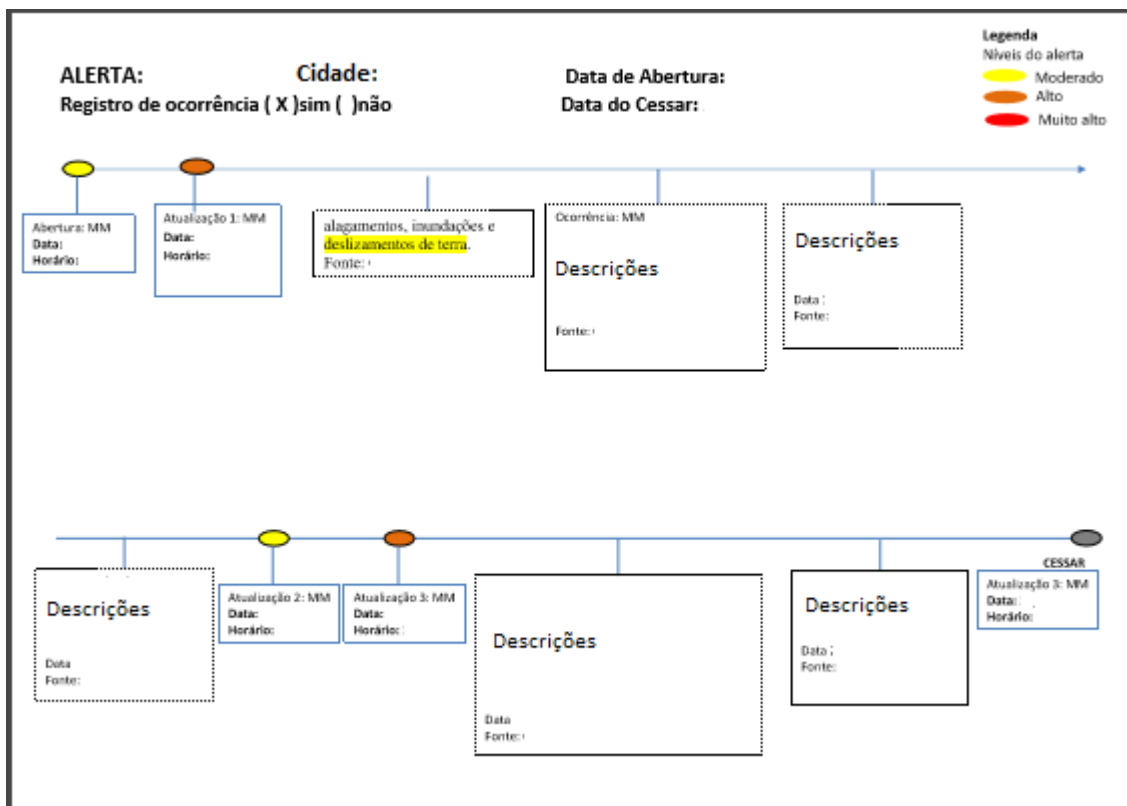 Legenda
Níveis do alerta
Moderado
Alto
Muito alto
ALERTA:
Cidade:
Data de Abertura:
Registro de ocorrência ( X )sim ( )não
Data do Cessar:
Abertura: MM
Data:
Horário:
Atualização 1: MM
Data:
Horário:
alagamentos, inundações e
deslizamentos de terra.
Fonte:
Ocorrência: MM
Descrições
Fonte:
Descrições
Data :
Fonte:
Descrições
Data
Fonte:
Atualização 2: MM
Data:
Horário:
Atualização 3: MM
Data:
Horário:
Descrições
Data
Fonte:
Descrições
Data :
Fonte:
CESSAR
Atualização 3: MM
Data:
Horário: